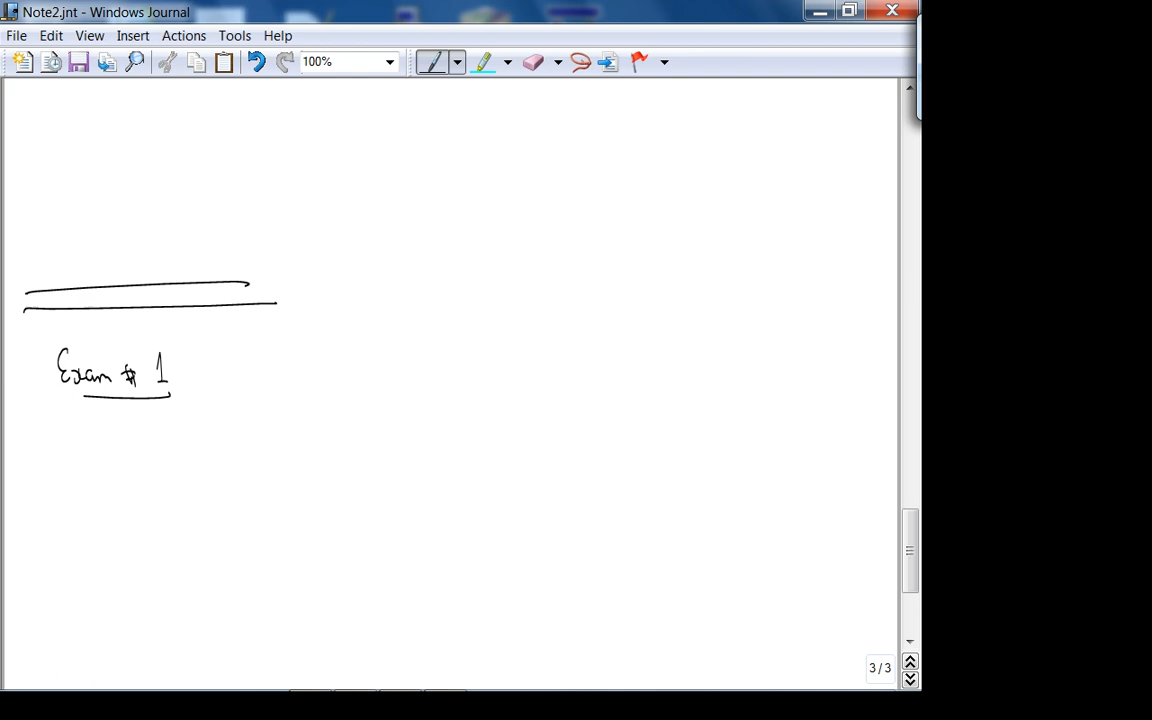 Note2.jnt - Windows Journal
File Edit View Insert Actions Tools Help
100%
Exam # 1
3 / 3